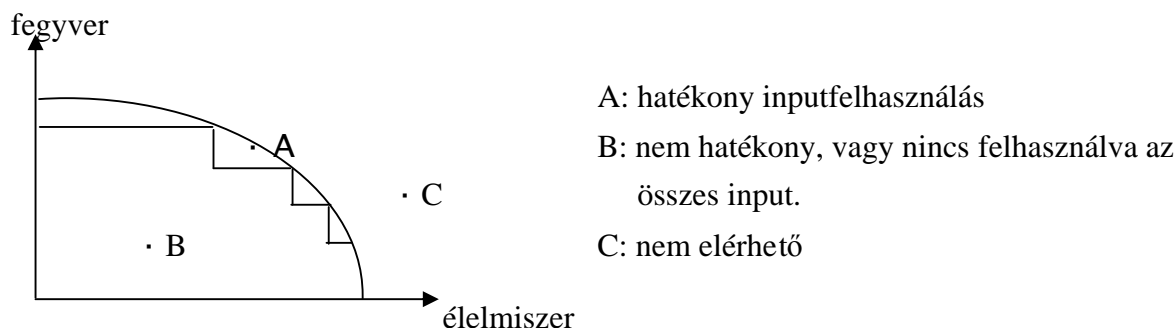 fegyver
A: hatékony inputfelhasználás
A
B: nem hatékony, vagy nincs felhasználva az
összes input.
C
B
C: nem elérhető
élelmiszer